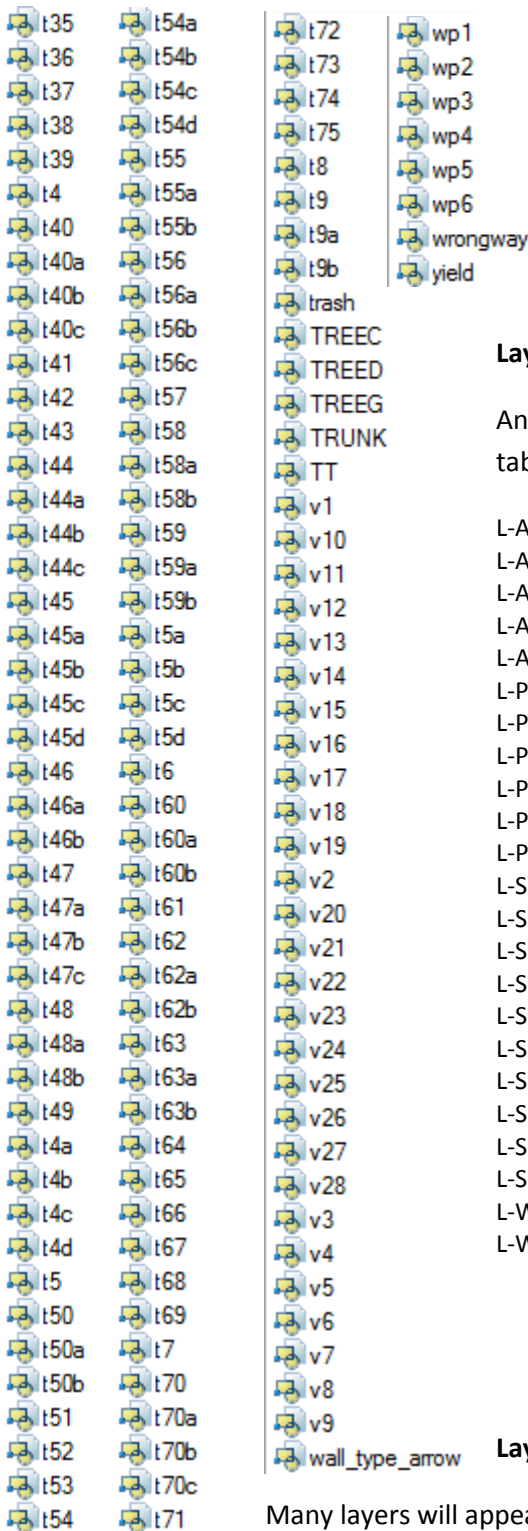 t35
t36
t37
t38
t39
t4
t40
t40a
t40b
t40c
t41
t42
t43
t44
t44a
t44b
t44c
t45
t45a
t45b
t45c
t45d
t46
t46a
t46b
t47
t47a
t47b
t47c
t48
t48a
t48b
t49
t4a
t4b
t4c
t4d
t5
t50
t50a
t50b
t51
t52
t53
t54
t54a
t54b
t54c
t54d
t55
t55a
t55b
t56
t56a
t56b
t56c
t57
t58
t58a
t58b
t59
t59a
t59b
t5a
t5b
t5c
t5d
t6
t60
t60a
t60b
t61
t62
t62a
t62b
t63
t63a
t63b
t64
t65
t66
t67
t68
t69
t7
t70
t70a
t70b
t70c
t71
t72
t73
t74
t75
t8
t9
t9a
t9b
trash
TREEC
TREED
TREEG
TRUNK
TT
v1
v10
v11
v12
v13
v14
v15
v16
v17
v18
v19
v2
v20
v21
v22
v23
v24
v25
v26
v27
v28
v3
v4
v5
v6
v7
v8
v9
wall_type_arrow
wp1
wp2
wp3
wp4
wp5
wp6
wrongway
yield
Lay
An
tab
L-A
L-A
L-A
L-A
L-A
L-P
L-P
L-P
L-P
L-P
L-P
L-S
L-S
L-S
L-S
L-S
L-S
L-S
L-S
L-S
L-S
L-W
L-W
Lay
Many layers will appea